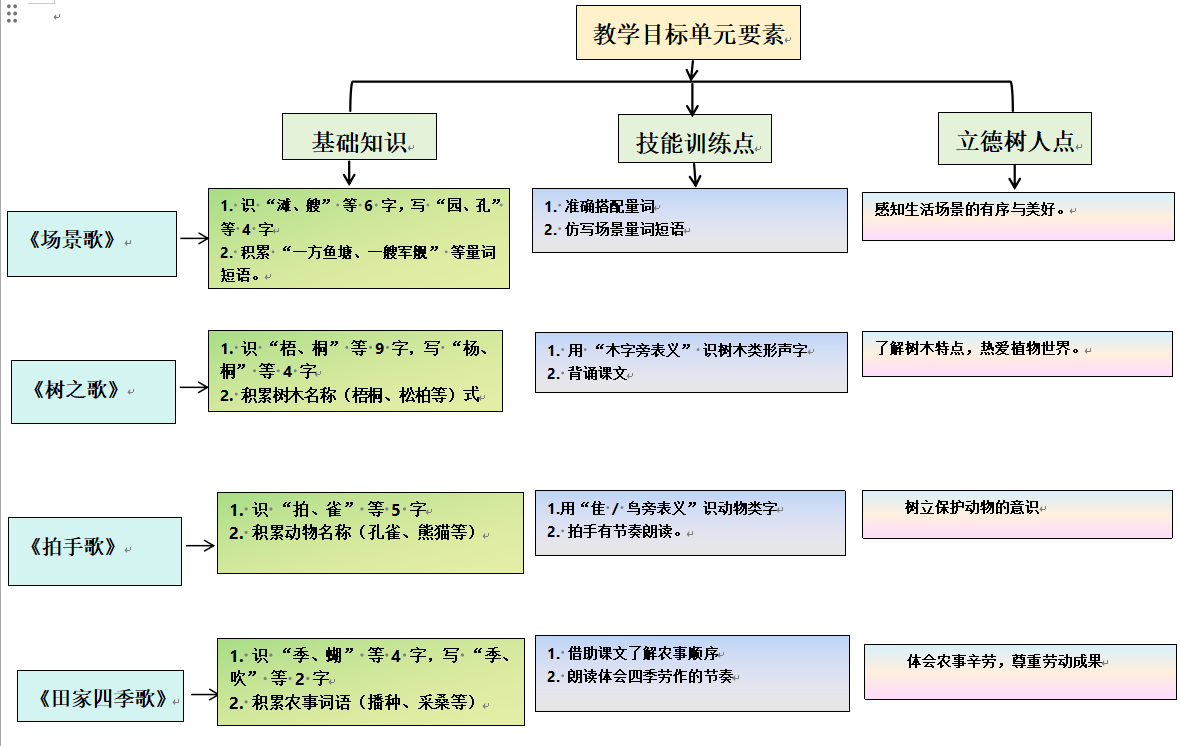 教学目标单元要素
基础知识
技能训练点
立德树人点
《场景歌》
1. 识 “滩、艘” 等 6 字，写 “园、孔”
等 4 字
2. 积累 “一方鱼塘、一艘军舰” 等量词
短语。
1. 准确搭配量词
2. 仿写场景量词短语
感知生活场景的有序与美好。
《树之歌》
1. 识 “梧、桐” 等 9 字，写 “杨、
桐” 等 4 字
2. 积累树木名称（梧桐、松柏等）式
1. 用 “木字旁表义” 识树木类形声字
2. 背诵课文
了解树木特点，热爱植物世界。
《拍手歌》
1. 识 “拍、雀” 等 5 字
2. 积累动物名称（孔雀、熊猫等）
1.用“隹 / 鸟旁表义”识动物类字
2. 拍手有节奏朗读。
树立保护动物的意识
《田家四季歌》
1. 识 “季、蝴” 等 4 字，写 “季、
吹” 等 2 字
2. 积累农事词语（播种、采桑等）
1. 借助课文了解农事顺序
2. 朗读体会四季劳作的节奏
体会农事辛劳，尊重劳动成果